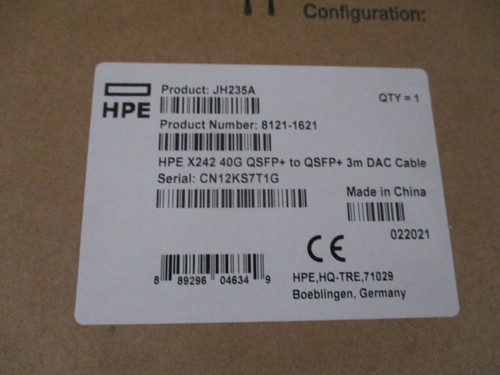 Configuration:
HPE
Product: JH235A
QTY = 1
Product Number: 8121-1621
HPE X242 40G QSFP+ to QSFP+ 3m DAC Cable
Serial: CN12KS7T1G
Made in China
022021
CE
8 89296 04634 9
HPE,HQ-TRE,71029
Boeblingen, Germany